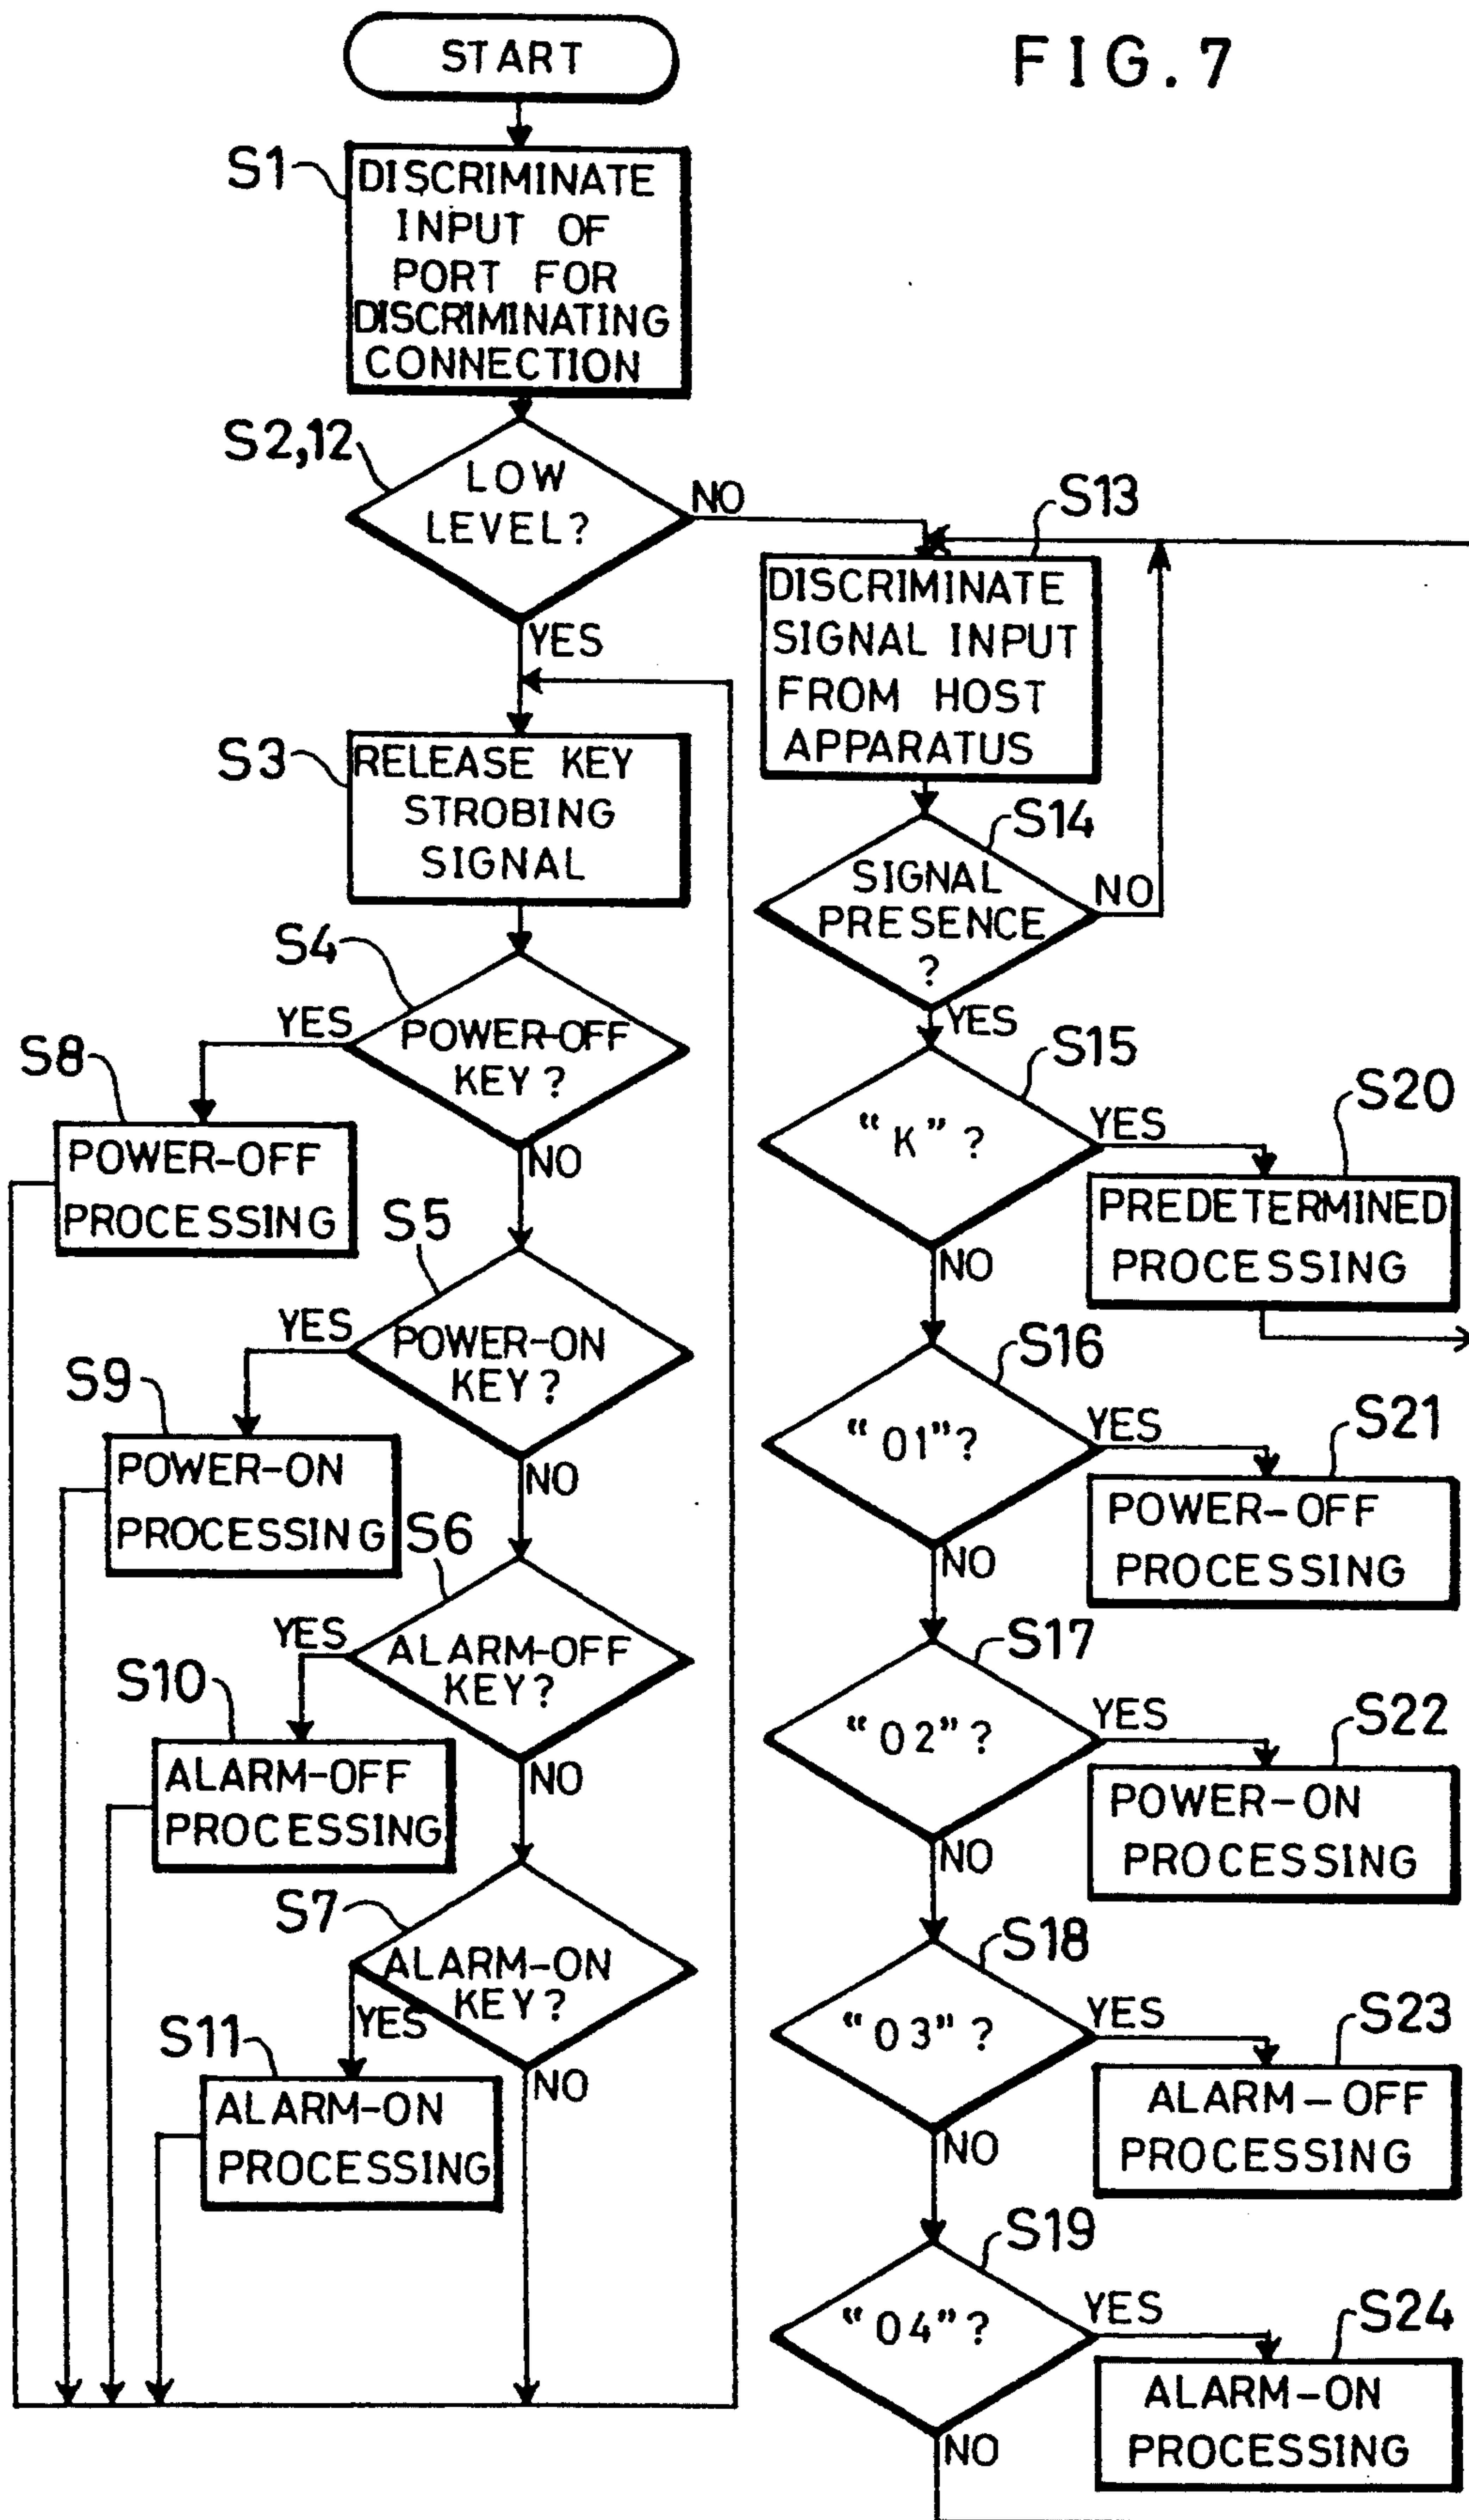 START
FIG. 7
S1
DISCRIMINATE
INPUT OF
PORT FOR
DISCRIMINATING
CONNECTION
S2,12
LOW
LEVEL?
NO
YES
S3
RELEASE KEY
STROBING
SIGNAL
S4
POWER-OFF
KEY?
YES
NO
S8
POWER-OFF
PROCESSING
S5
POWER-ON
KEY?
YES
NO
S9
POWER-ON
PROCESSING
S6
ALARM-OFF
KEY?
YES
NO
S10
ALARM-OFF
PROCESSING
S7
ALARM-ON
KEY?
YES
NO
S11
ALARM-ON
PROCESSING
S13
DISCRIMINATE
SIGNAL INPUT
FROM HOST
APPARATUS
S14
SIGNAL
PRESENCE
?
NO
YES
S15
"K"?
YES
NO
S20
PREDETERMINED
PROCESSING
S16
"01"?
YES
NO
S21
POWER-OFF
PROCESSING
S17
"02"?
YES
NO
S22
POWER-ON
PROCESSING
S18
"03"?
YES
NO
S23
ALARM-OFF
PROCESSING
S19
"04"?
YES
NO
S24
ALARM-ON
PROCESSING